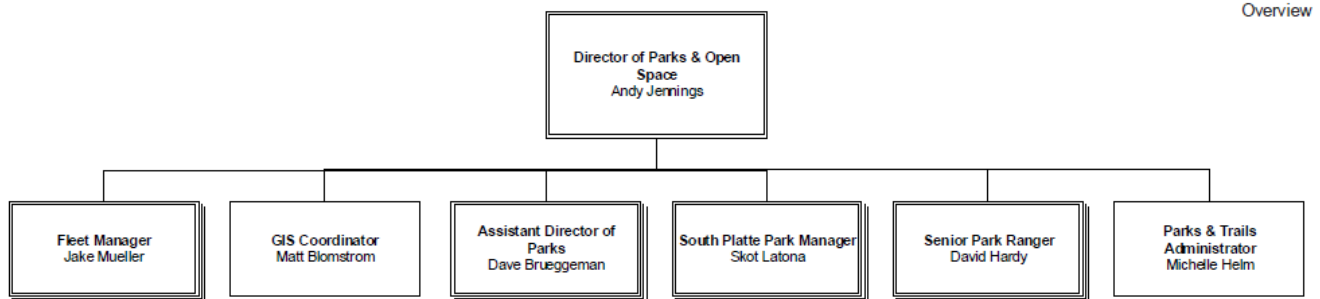 Overview
Director of Parks & Open
Space
Andy Jennings
Fleet Manager
Jake Mueller
GIS Coordinator
Matt Blomstrom
Assistant Director of
Parks
Dave Brueggeman
South Platte Park Manager
Skot Latona
Senior Park Ranger
David Hardy
Parks & Trails
Administrator
Michelle Helm